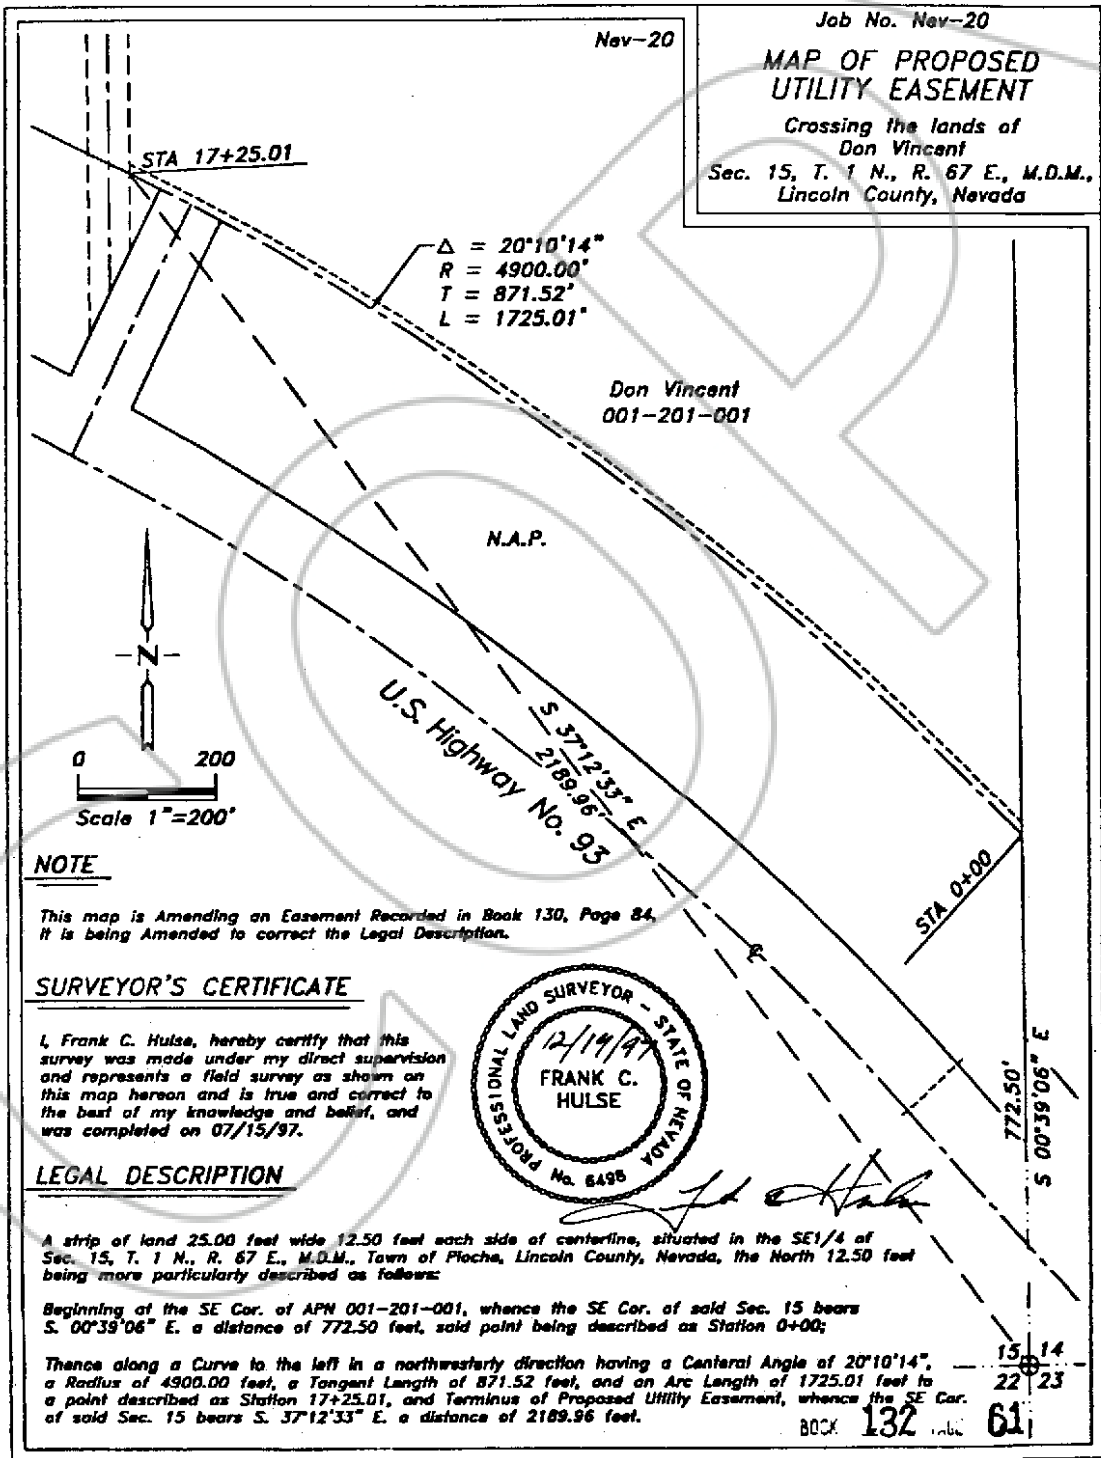 Nev-20
Job No. Nev-20
MAP OF PROPOSED
UTILITY EASEMENT
Crossing the lands of
Don Vincent
Sec. 15, T. 1 N., R. 67 E., M.D.M.,
Lincoln County, Nevada
STA 17+25.01
Δ = 20°10'14"
R = 4900.00'
T = 871.52'
L = 1725.01'
Don Vincent
001-201-001
N.A.P.
N
U.S. Highway No. 93
S 37°12'33" E
2189.96'
0 200
Scale 1"=200'
STA 0+00
772.50'
S 00°39'06" E
NOTE
This map is Amending an Easement Recorded in Book 130, Page 84,
It is being Amended to correct the Legal Description.
SURVEYOR'S CERTIFICATE
I, Frank C. Hulse, hereby certify that this
survey was made under my direct supervision
and represents a field survey as shown on
this map hereon and is true and correct to
the best of my knowledge and belief, and
was completed on 07/15/97.
PROFESSIONAL LAND SURVEYOR - STATE OF NEVADA
12/19/97
FRANK C.
HULSE
No. 6498
LEGAL DESCRIPTION
A strip of land 25.00 feet wide 12.50 feet each side of centerline, situated in the SE1/4 of
Sec. 15, T. 1 N., R. 67 E., M.D.M., Town of Pioche, Lincoln County, Nevada, the North 12.50 feet
being more particularly described as follows:
Beginning at the SE Cor. of APN 001-201-001, whence the SE Cor. of said Sec. 15 bears
S. 00°39'06" E. a distance of 772.50 feet, said point being described as Station 0+00;
Thence along a Curve to the left in a northwesterly direction having a Canteral Angle of 20°10'14",
a Radius of 4900.00 feet, a Tangent Length of 871.52 feet, and an Arc Length of 1725.01 feet to
a point described as Station 17+25.01, and Terminus of Proposed Utility Easement, whence the SE Cor.
of said Sec. 15 bears S. 37°12'33" E. a distance of 2189.96 feet.
15 14
22 23
BOOK 132 PAGE 61
COPY